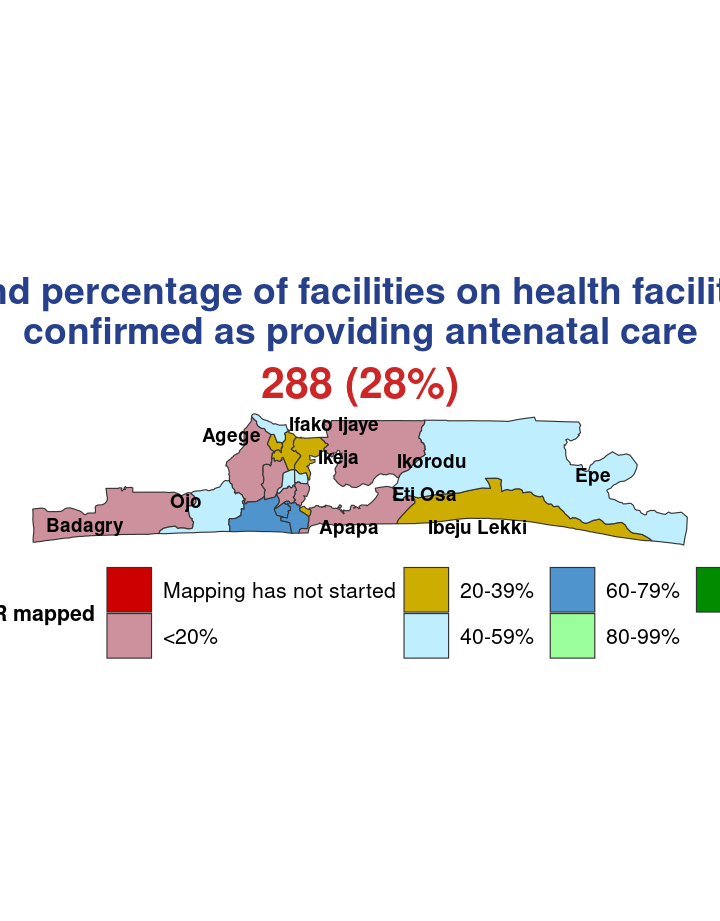 percentage of facilities on health
confirmed as providing antenatal care
288 (28%)
Ifako Ijaye
Agege
Ikeja
Ikorodu
Epe
Eti Osa
Ojo
Badagry
Apapa
Ibeju Lekki
Mapping has not started
20-39%
60-79%
mapped
<20%
40-59%
80-99%